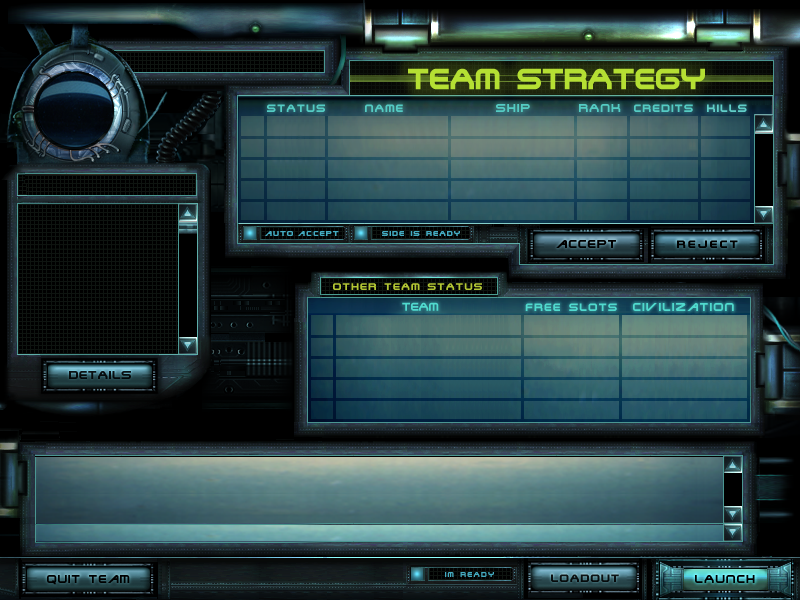 TEAM STRATEGY
STATUS NAME SHIP RANK CREDITS KILLS
AUTO ACCEPT SIDE IS READY
ACCEPT REJECT
OTHER TEAM STATUS
TEAM FREE SLOTS CIVILIZATION
DETAILS
QUIT TEAM IM READY LOADOUT LAUNCH